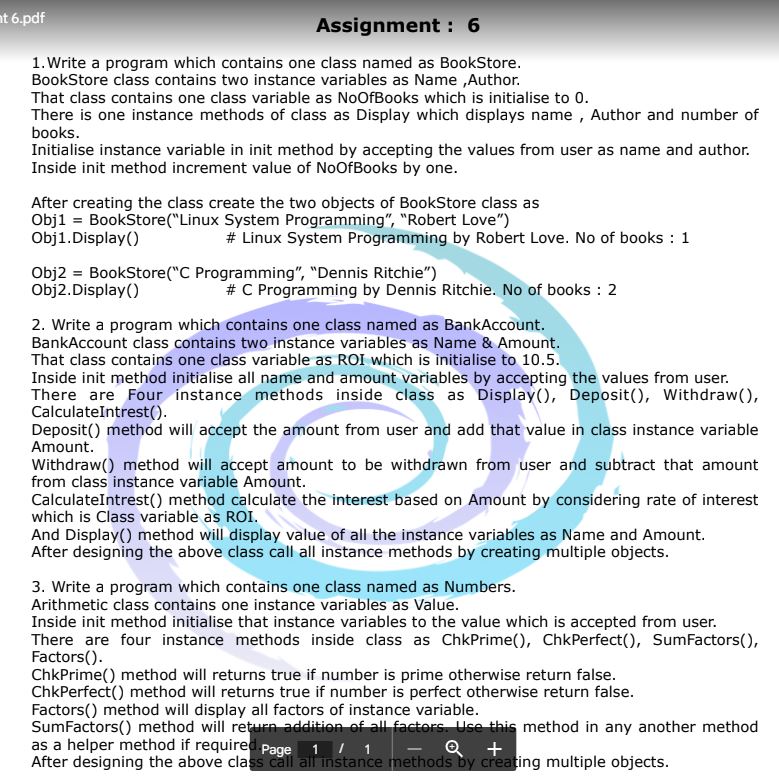 nt 6.pdf
Assignment : 6
1.Write a program which contains one class named as BookStore.
BookStore class contains two instance variables as Name ,Author.
That class contains one class variable as NoOfBooks which is initialise to 0.
There is one instance methods of class as Display which displays name , Author and number of
books.
Initialise instance variable in init method by accepting the values from user as name and author.
Inside init method increment value of NoOfBooks by one.
After creating the class create the two objects of BookStore class as
Obj1 = BookStore(“Linux System Programming”, “Robert Love”)
Obj1.Display() # Linux System Programming by Robert Love. No of books : 1
Obj2 = BookStore(“C Programming”, “Dennis Ritchie”)
Obj2.Display() # C Programming by Dennis Ritchie. No of books : 2
2. Write a program which contains one class named as BankAccount.
BankAccount class contains two instance variables as Name & Amount.
That class contains one class variable as ROI which is initialise to 10.5.
Inside init method initialise all name and amount variables by accepting the values from user.
There are Four instance methods inside class as Display(), Deposit(), Withdraw(),
CalculateIntrest().
Deposit() method will accept the amount from user and add that value in class instance variable
Amount.
Withdraw() method will accept amount to be withdrawn from user and subtract that amount
from class instance variable Amount.
CalculateIntrest() method calculate the interest based on Amount by considering rate of interest
which is Class variable as ROI.
And Display() method will display value of all the instance variables as Name and Amount.
After designing the above class call all instance methods by creating multiple objects.
3. Write a program which contains one class named as Numbers.
Arithmetic class contains one instance variables as Value.
Inside init method initialise that instance variables to the value which is accepted from user.
There are four instance methods inside class as ChkPrime(), ChkPerfect(), SumFactors(),
Factors().
ChkPrime() method will returns true if number is prime otherwise return false.
ChkPerfect() method will returns true if number is perfect otherwise return false.
Factors() method will display all factors of instance variable.
SumFactors() method will return addition of all factors. Use this method in any another method
as a helper method if required.
Page 1 / 1
After designing the above class call all instance methods by creating multiple objects.